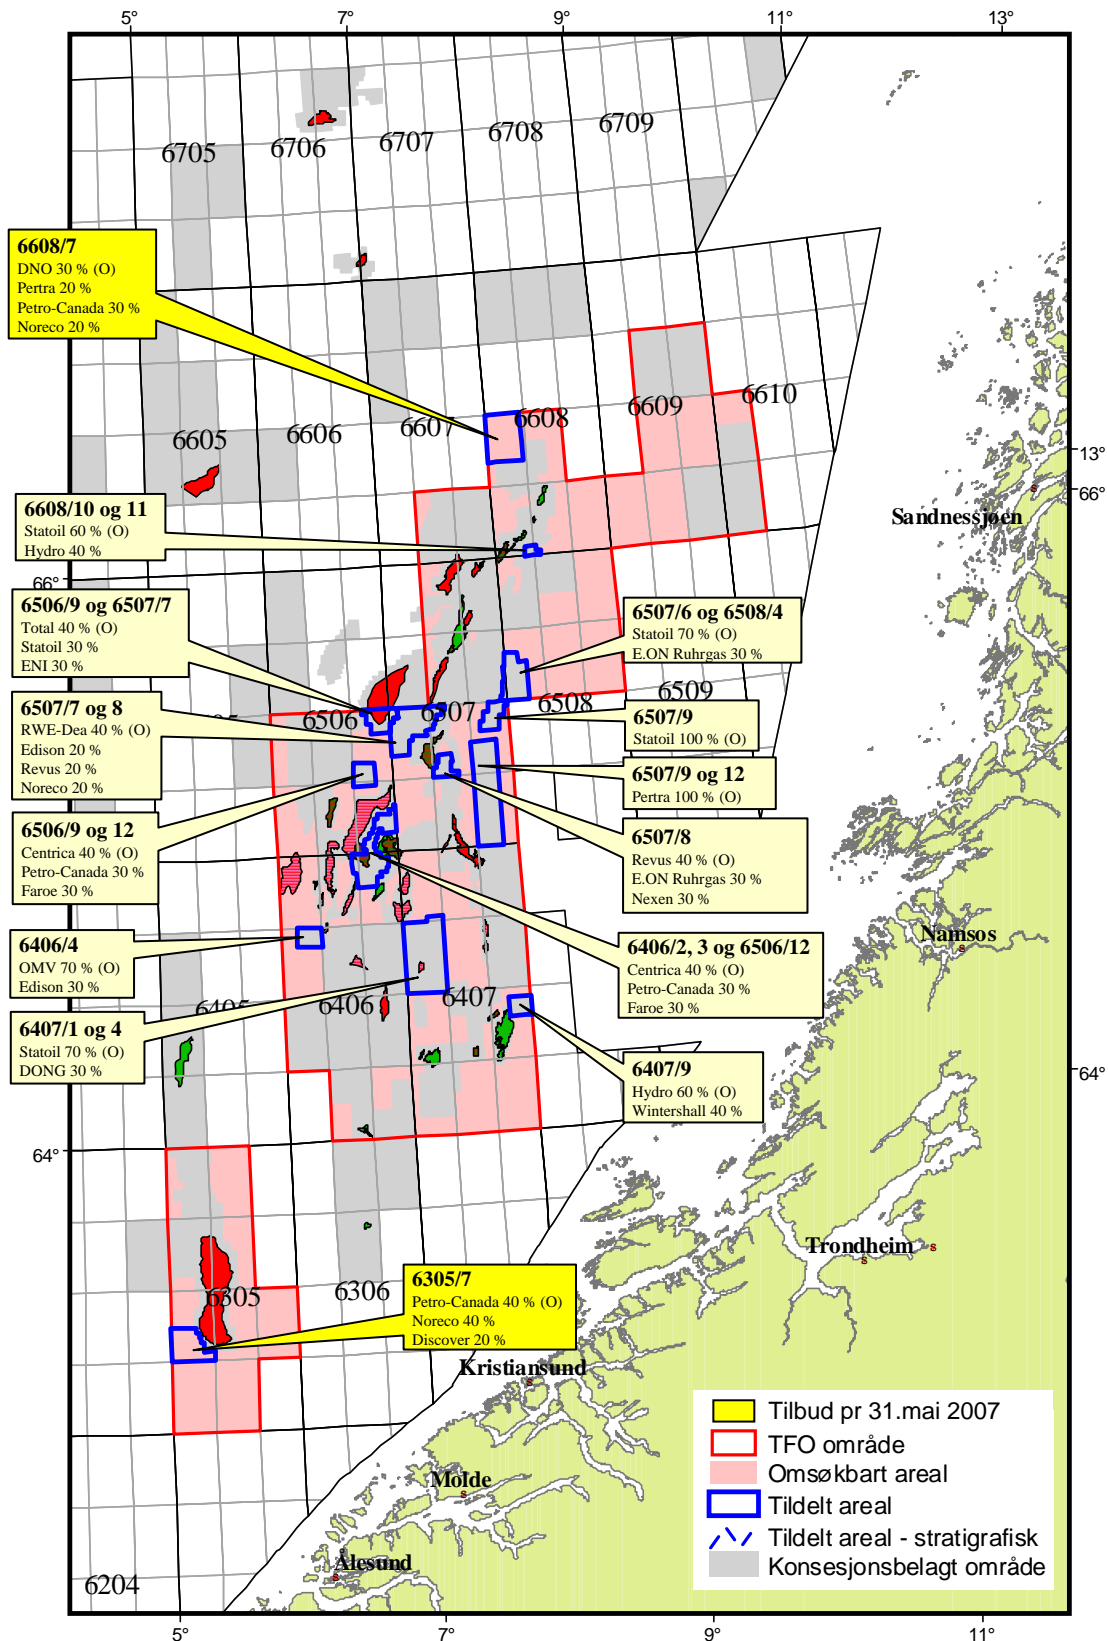 5° 7° 9° 11° 13°
6705 6706 6707 6708 6709
6608/7
DNO 30 % (O)
Pertra 20 %
Petro-Canada 30 %
Noreco 20 %
6605 6606 6607 6608 6609 6610
13°
66°
Sandnessjøen
6608/10 og 11
Statoil 60 % (O)
Hydro 40 %
66°
6506/9 og 6507/7
Total 40 % (O)
Statoil 30 %
ENI 30 %
6507/6 og 6508/4
Statoil 70 % (O)
E.ON Ruhrgas 30 %
6506 6507 6508 6509
6507/7 og 8
RWE-Dea 40 % (O)
Edison 20 %
Revus 20 %
Noreco 20 %
6507/9
Statoil 100 % (O)
6507/9 og 12
Pertra 100 % (O)
6506/9 og 12
Centrica 40 % (O)
Petro-Canada 30 %
Faroe 30 %
6507/8
Revus 40 % (O)
E.ON Ruhrgas 30 %
Nexen 30 %
6406/4
OMV 70 % (O)
Edison 30 %
6406/2, 3 og 6506/12
Centrica 40 % (O)
Petro-Canada 30 %
Faroe 30 %
Namsos
6405 6406 6407
6407/1 og 4
Statoil 70 % (O)
DONG 30 %
6407/9
Hydro 60 % (O)
Wintershall 40 %
64°
64°
Trondheim
6305 6306
6305/7
Petro-Canada 40 % (O)
Noreco 40 %
Discover 20 %
Kristiansund
Molde
Ålesund
6204
Tilbud pr 31.mai 2007
TFO område
Omsøkbart areal
Tildelt areal
Tildelt areal - stratigrafisk
Konsesjonsbelagt område
5° 7° 9° 11°